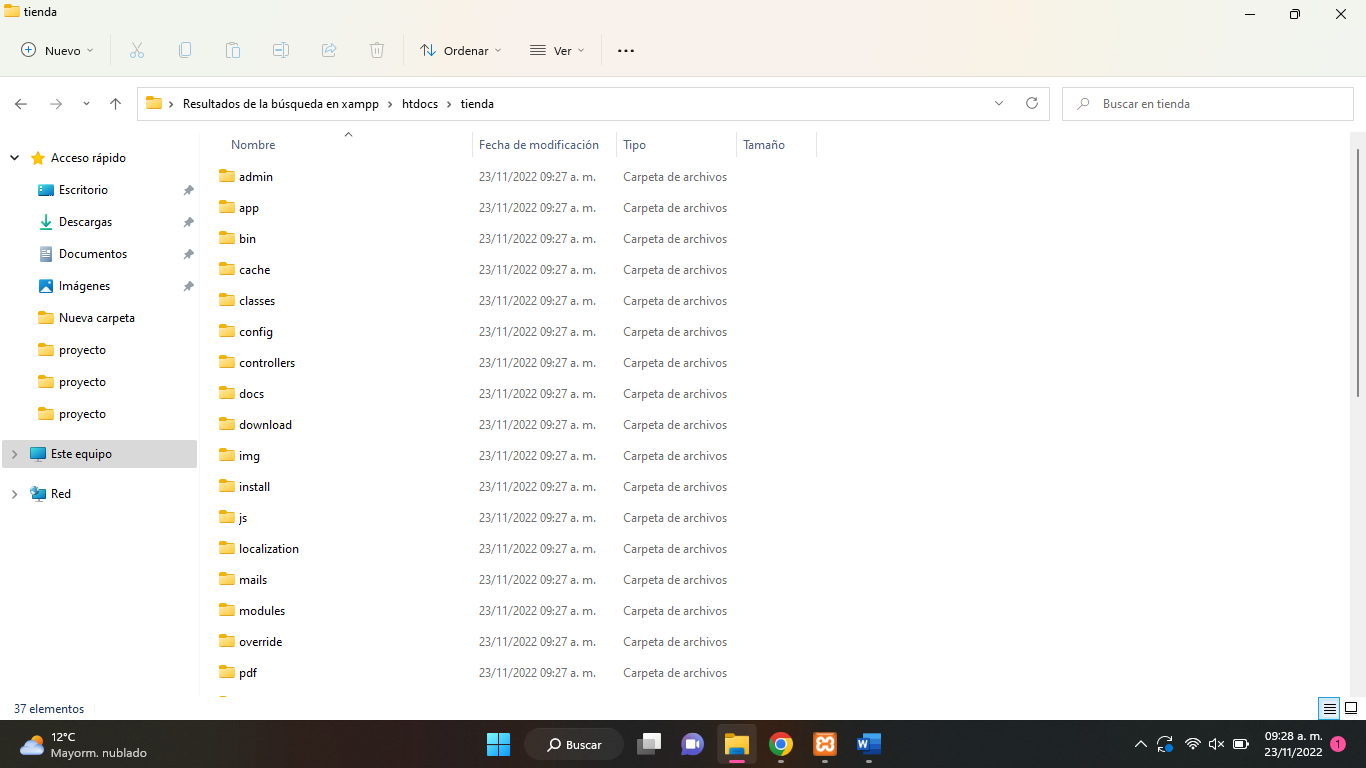 tienda
Nuevo
Ordenar
Ver
Resultados de la búsqueda en xampp
htdocs
tienda
Buscar en tienda
Acceso rápido
Escritorio
Descargas
Documentos
Imágenes
Nueva carpeta
proyecto
proyecto
proyecto
Este equipo
Red
Nombre Fecha de modificación Tipo Tamaño
admin 23/11/2022 09:27 a. m. Carpeta de archivos
app 23/11/2022 09:27 a. m. Carpeta de archivos
bin 23/11/2022 09:27 a. m. Carpeta de archivos
cache 23/11/2022 09:27 a. m. Carpeta de archivos
classes 23/11/2022 09:27 a. m. Carpeta de archivos
config 23/11/2022 09:27 a. m. Carpeta de archivos
controllers 23/11/2022 09:27 a. m. Carpeta de archivos
docs 23/11/2022 09:27 a. m. Carpeta de archivos
download 23/11/2022 09:27 a. m. Carpeta de archivos
img 23/11/2022 09:27 a. m. Carpeta de archivos
install 23/11/2022 09:27 a. m. Carpeta de archivos
js 23/11/2022 09:27 a. m. Carpeta de archivos
localization 23/11/2022 09:27 a. m. Carpeta de archivos
mails 23/11/2022 09:27 a. m. Carpeta de archivos
modules 23/11/2022 09:27 a. m. Carpeta de archivos
override 23/11/2022 09:27 a. m. Carpeta de archivos
pdf 23/11/2022 09:27 a. m. Carpeta de archivos
37 elementos
12°C
Mayorm. nublado
Buscar
09:28 a. m.
23/11/2022
1